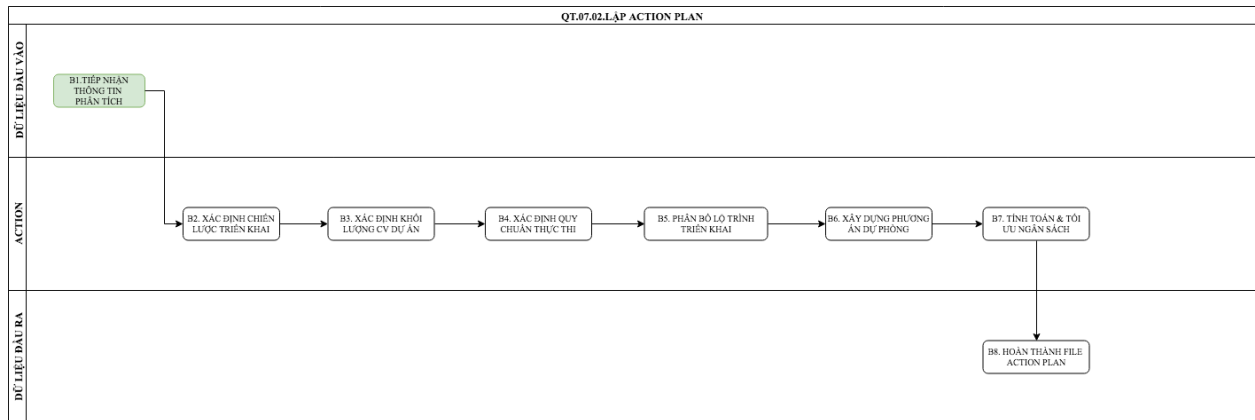 QT.07.02.LẬP ACTION PLAN
DỮ LIỆU ĐẦU VÀO
B1.TIẾP NHẬN
THÔNG TIN
PHÂN TÍCH
ACTION
B2. XÁC ĐỊNH CHIẾN
LƯỢC TRIỂN KHAI
B3. XÁC ĐỊNH KHỐI
LƯỢNG CV DỰ ÁN
B4. XÁC ĐỊNH QUY
CHUẨN THỰC THI
B5. PHÂN BỔ LỘ TRÌNH
TRIỂN KHAI
B6. XÂY DỰNG PHƯƠNG
ÁN DỰ PHÒNG
B7. TÍNH TOÁN & TỐI
ƯU NGÂN SÁCH
DỮ LIỆU ĐẦU RA
B8. HOÀN THÀNH FILE
ACTION PLAN